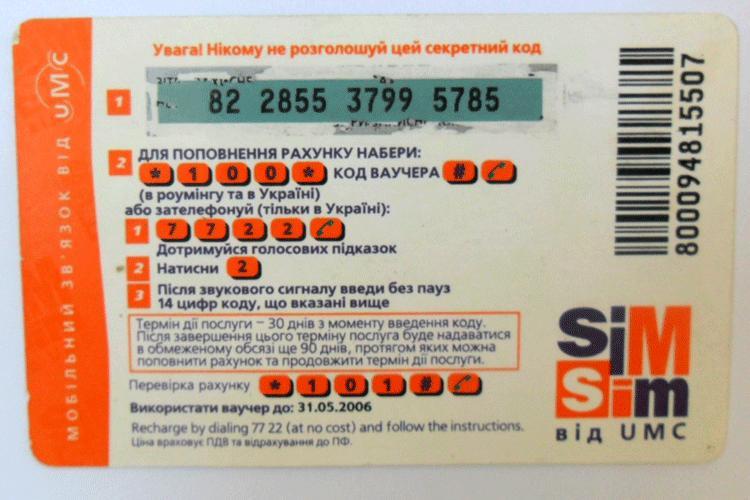 Увага! Нікому не розголошуй цей секретний код
1
82 2855 3799 5785
2 ДЛЯ ПОПОВНЕННЯ РАХУНКУ НАБЕРИ:
* 1 0 0 * КОД ВАУЧЕРА #
(в роумінгу та в Україні)
або зателефонуй (тільки в Україні):
1 7 7 2 2
Дотримуйся голосових підказок
2 Натисни 2
3 Після звукового сигналу введи без пауз
14 цифр коду, що вказані вище
Термін дії послуги – 30 днів з моменту введення коду.
Після завершення цього терміну послуга буде надаватися
в обмеженому обсязі ще 90 днів, протягом яких можна
поповнити рахунок та продовжити термін дії послуги.
Перевірка рахунку * 1 0 1 #
Використати ваучер до: 31.05.2006
Recharge by dialing 77 22 (at no cost) and follow the instructions.
Ціна враховує ПДВ та відрахування до ПФ.
МОБІЛЬНИЙ ЗВ'ЯЗОК ВІД UMC
800094815507
SiM
Sim
від UMC